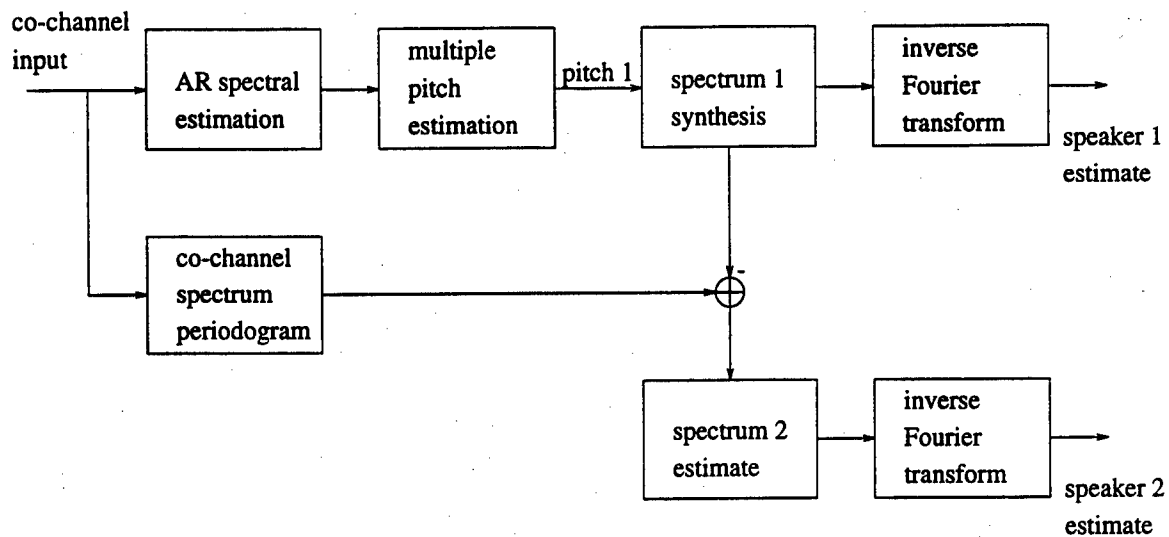 co-channel
input
AR spectral
estimation
multiple
pitch
estimation
pitch 1
spectrum 1
synthesis
inverse
Fourier
transform
speaker 1
estimate
co-channel
spectrum
periodogram
-
spectrum 2
estimate
inverse
Fourier
transform
speaker 2
estimate